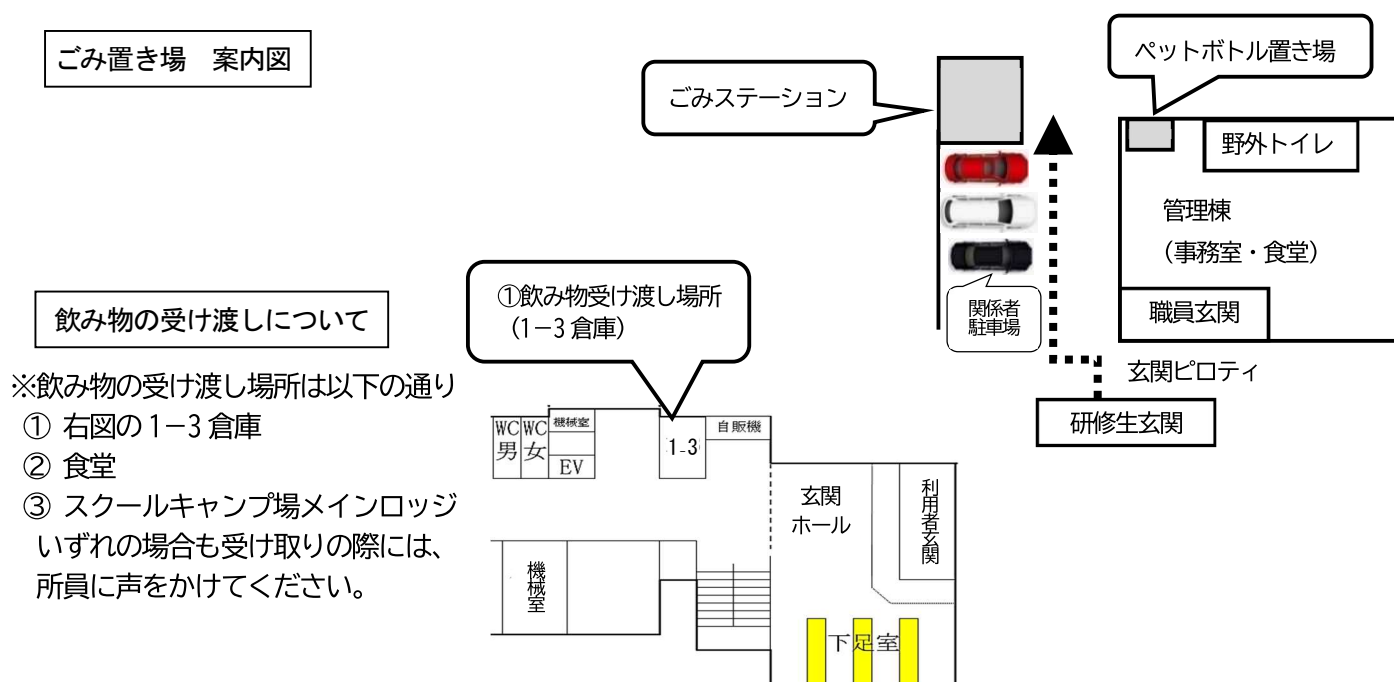 ごみ置き場　案内図
ごみステーション
ペットボトル置き場
野外トイレ
管理棟
（事務室・食堂）
職員玄関
関係者
駐車場
玄関ピロティ
研修生玄関
飲み物の受け渡しについて
※飲み物の受け渡し場所は以下の通り
① 右図の1－3倉庫
② 食堂
③ スクールキャンプ場メインロッジ
いずれの場合も受け取りの際には、
所員に声をかけてください。
①飲み物受け渡し場所
（1－3倉庫）
WC
男
WC
女
機械室
EV
1-3
自販機
玄関
ホール
利用者玄関
機械室
下足室